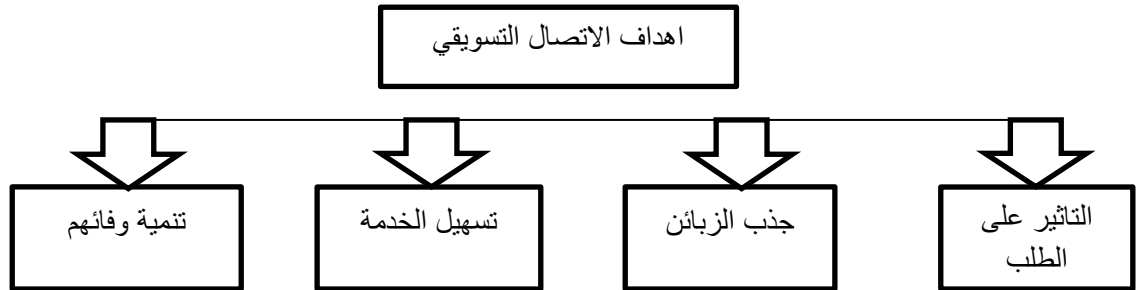 اهداف الاتصال التسويقي
التاثير على
الطلب
جذب الزبائن
تسهيل الخدمة
تنمية وفائهم